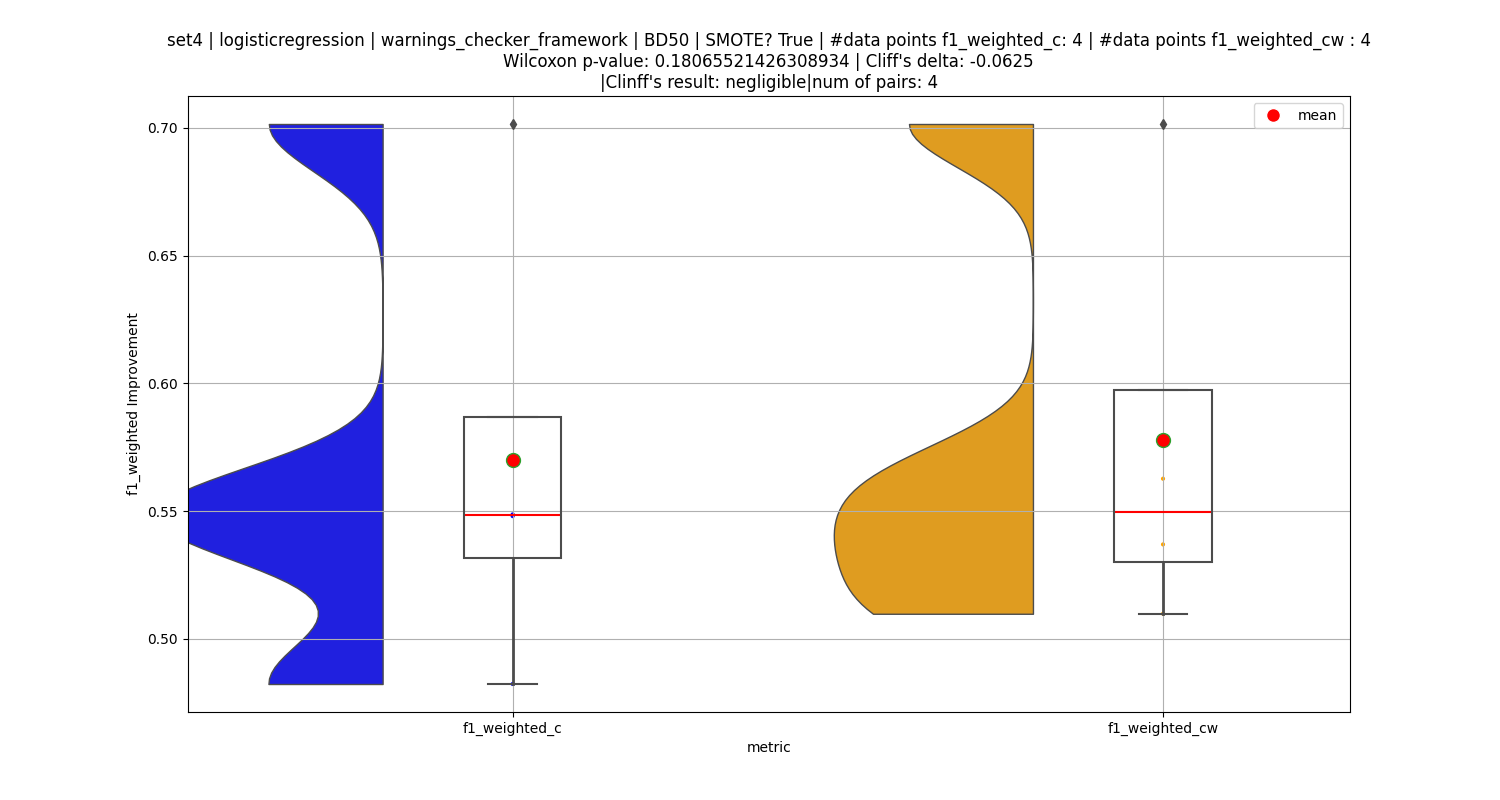 set4 | logisticregression | warnings_checker_framework | BD50 | SMOTE? True | #data points f1_weighted_c: 4 | #data points f1_weighted_cw : 4
Wilcoxon p-value: 0.18065521426308934 | Cliff's delta: -0.0625
|Clinff's result: negligible|num of pairs: 4
mean
0.70
0.65
0.60
0.55
0.50
f1_weighted Improvement
f1_weighted_c
f1_weighted_cw
metric